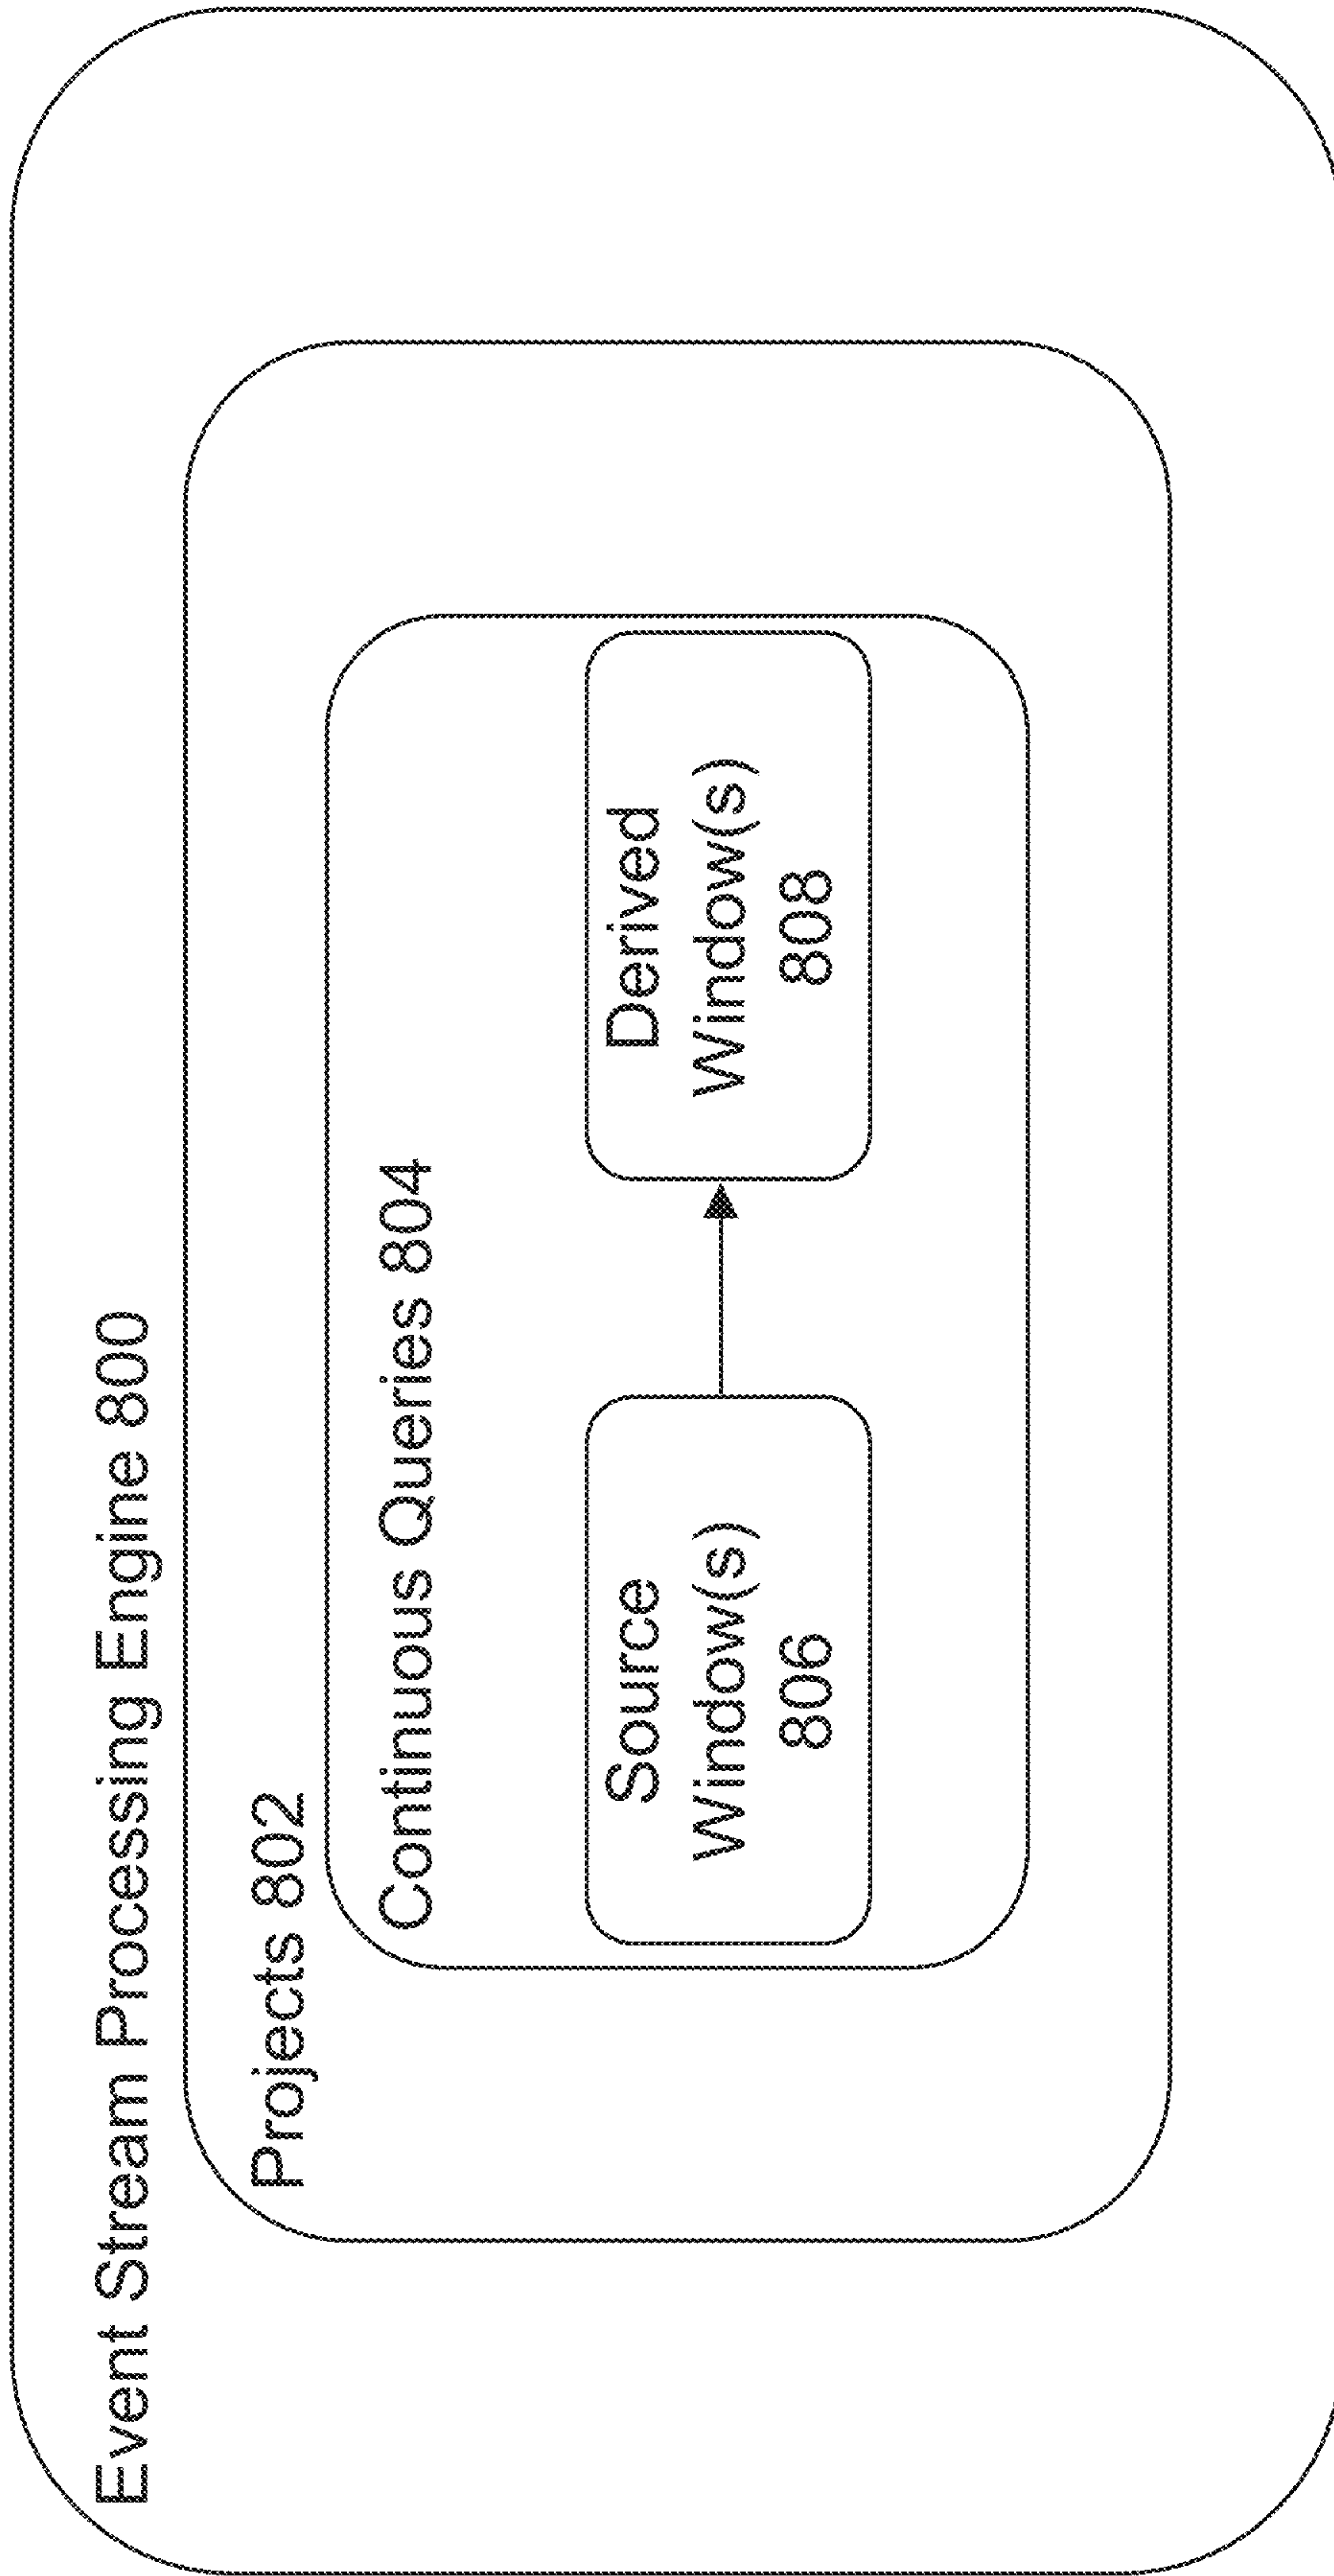 Event Stream Processing Engine 800
Projects 802
Continuous Queries 804
Source
Window(s)
806
Derived
Window(s)
808